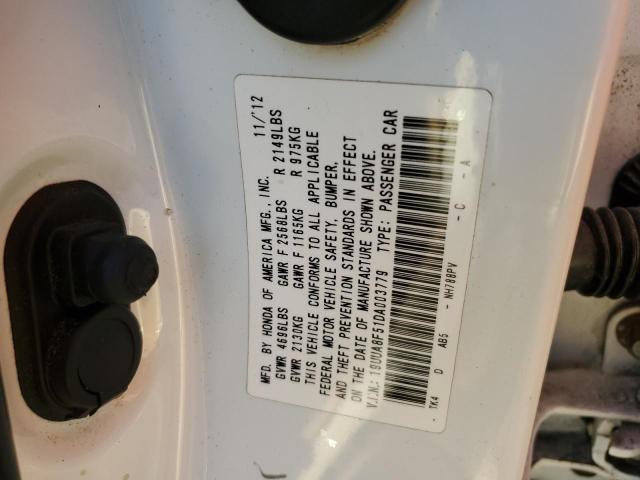 MFD. BY HONDA OF AMERICA MFG., INC. 11/'12
GVWR 4696LBS GAWR F 2568LBS R 2149LBS
GVWR 2130KG GAWR F 1165KG R 975KG
THIS VEHICLE CONFORMS TO ALL APPLICABLE
FEDERAL MOTOR VEHICLE SAFETY, BUMPER,
AND THEFT PREVENTION STANDARDS IN EFFECT
ON THE DATE OF MANUFACTURE SHOWN ABOVE.
V.I.N.: 19UUA8F51DA003779 TYPE: PASSENGER CAR
TK4 D AB5 - NH788PV - C - A